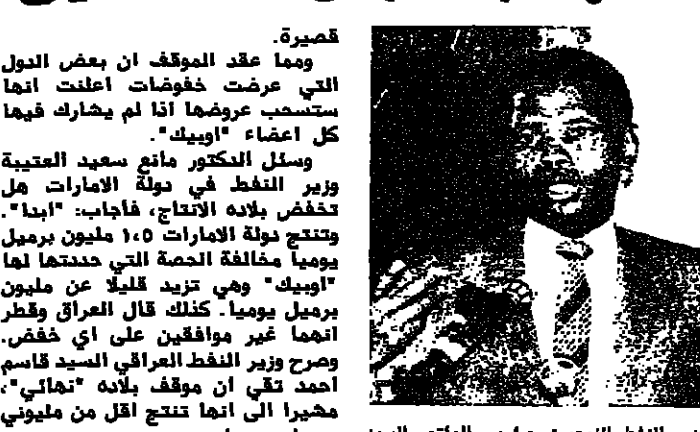 قصيرة.
ومما عقد الموقف ان بعض الدول
التي عرضت خفوضات اعلنت انها
ستسحب عروضها اذا لم يشارك فيها
كل اعضاء "اوبيك".
وسئل الدكتور مانع سعيد العتيبة
وزير النفط في دولة الامارات هل
تخفض بلاده الانتاج، فأجاب: "ابدا".
وتنتج دولة الامارات ١،٥ مليون برميل
يوميا مخالفة الحصة التي حددتها لها
"اوبيك" وهي تزيد قليلا عن مليون
برميل يوميا. كذلك قال العراق وقطر
انهما غير موافقين على اي خفض.
وصرح وزير النفط العراقي السيد قاسم
احمد تقي ان موقف بلاده "نهائي"،
مشيرا الى انها تنتج اقل من مليوني